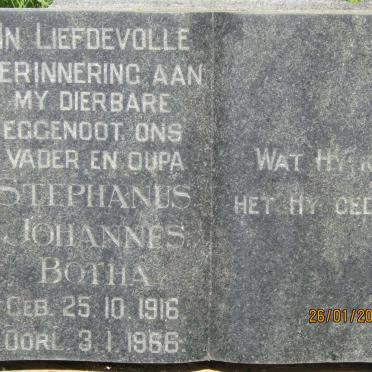 IN LIEFDEVOLLE
ERINNERING AAN
MY DIERBARE
EGGENOOT, ONS
VADER EN OUPA
STEPHANUS
JOHANNES
BOTHA
GEB. 25.10.1916
OORL. 3.1.1966
WAT HY
HET HY
26/01/20